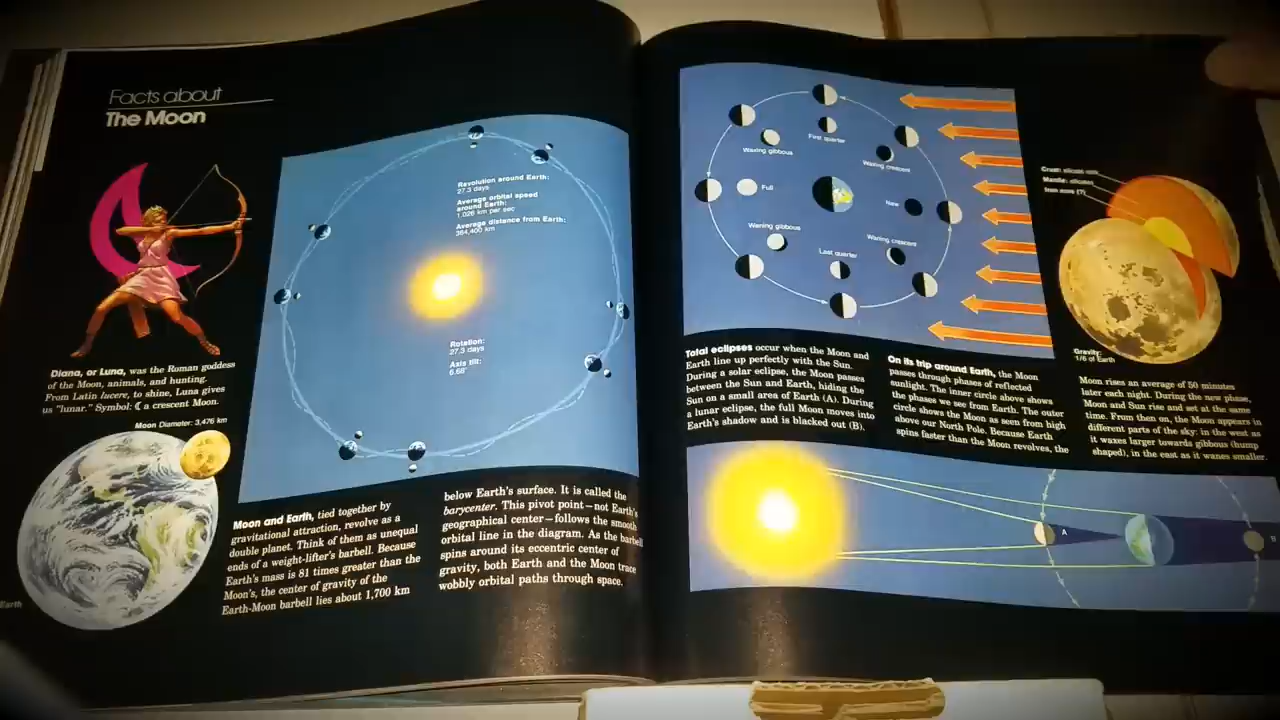 Facts about
The Moon
Diana, or Luna, was the Roman goddess
of the Moon, animals, and hunting.
From Latin lucere, to shine, Luna gives
us "lunar." Symbol: ☾ a crescent Moon.
Moon Diameter: 3,476 km
Earth
Revolution around Earth:
27.3 days
Average orbital speed
around Earth:
1.026 km per sec
Average distance from Earth:
384,400 km
Rotation:
27.3 days
Axis tilt:
6.68°
Moon and Earth, tied together by
gravitational attraction, revolve as a
double planet. Think of them as unequal
ends of a weight-lifter's barbell. Because
Earth's mass is 81 times greater than the
Moon's, the center of gravity of the
Earth-Moon barbell lies about 1,700 km
below Earth's surface. It is called the
barycenter. This pivot point—not Earth's
geographical center—follows the smooth
orbital line in the diagram. As the barbell
spins around its eccentric center of
gravity, both Earth and the Moon trace
wobbly orbital paths through space.
First quarter
Waxing gibbous
Waxing crescent
Full
New
Waning gibbous
Waning crescent
Last quarter
Total eclipses occur when the Moon and
Earth line up perfectly with the Sun.
During a solar eclipse, the Moon passes
between the Sun and Earth, hiding the
Sun on a small area of Earth (A). During
a lunar eclipse, the full Moon moves into
Earth's shadow and is blacked out (B).
On its trip around Earth, the Moon
passes through phases of reflected
sunlight. The inner circle above shows
the phases we see from Earth. The outer
circle shows the Moon as seen from high
above our North Pole. Because Earth
spins faster than the Moon revolves, the
Crust: silicate
Mantle: silicates
Iron core (?)
Gravity:
1/6 of Earth
Moon rises an average of 50 minutes
later each night. During the new phase,
Moon and Sun rise and set at the same
time. From then on, the Moon appears in
different parts of the sky: in the west as
it waxes larger towards gibbous (hump
shaped), in the east as it wanes smaller.
A
B